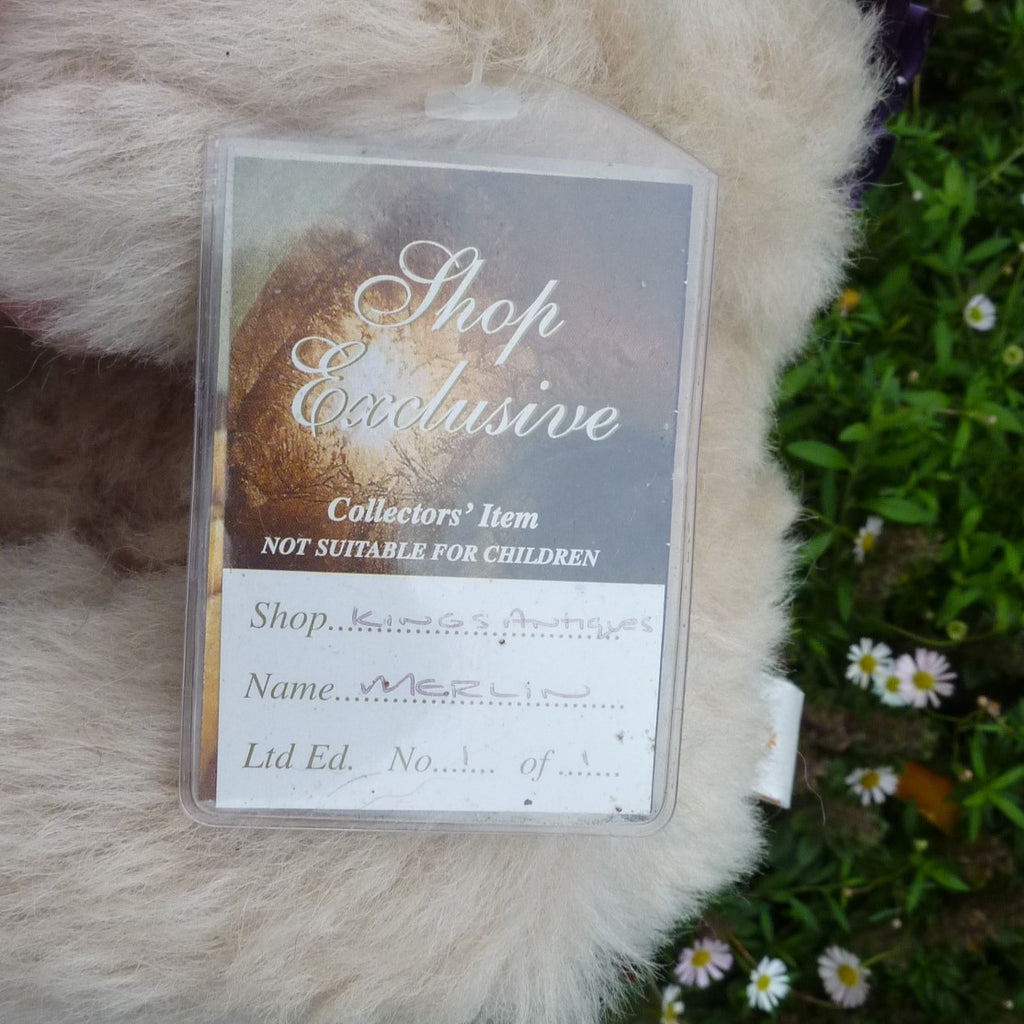 Shop
Exclusive
Collectors' Item
NOT SUITABLE FOR CHILDREN
Shop..KINGS Antiques
Name..MERLIN
Ltd Ed. No...1... of ...1...